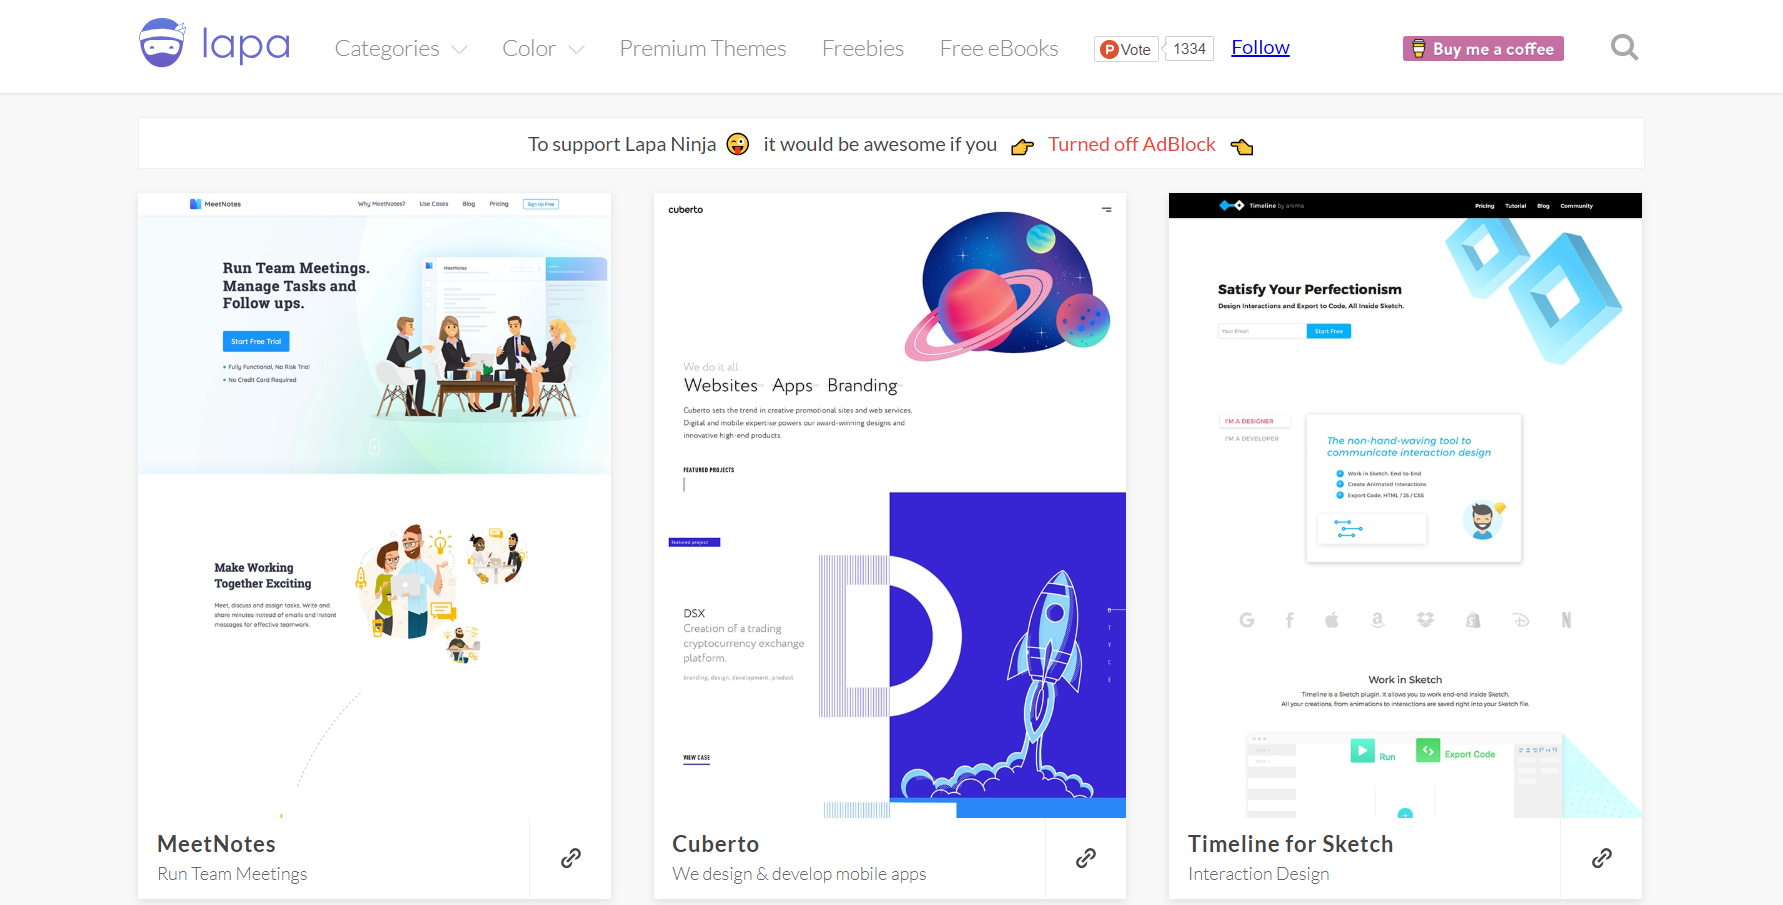 lapa
Categories
Color
Premium Themes
Freebies
Free eBooks
P Vote
1334
Follow
Buy me a coffee
To support Lapa Ninja 😜 it would be awesome if you 👉 Turned off AdBlock 👈
MeetNotes
Why MeetNotes?
Use Cases
Blog
Pricing
Sign Up Free
Run Team Meetings.
Manage Tasks and
Follow ups.
Start Free Trial
Fully Functional, No Risk Trial
No Credit Card Required
MeetNotes
Make Working
Together Exciting
Meet, discuss and assign tasks. Write and
share minutes instead of emails and instant
messages for effective teamwork.
MeetNotes
Run Team Meetings
cuberto
We do it all
Websites Apps Branding
Cuberto sets the trend in creative promotional sites and web services.
Digital and mobile expertise powers our award-winning designs and
innovative high-end products.
FEATURED PROJECTS
Featured project
DSX
Creation of a trading
cryptocurrency exchange
platform.
branding, design, development, product
VIEW CASE
Cuberto
We design & develop mobile apps
Timeline by anima
Pricing
Tutorial
Blog
Community
Satisfy Your Perfectionism
Design Interactions and Export to Code, All Inside Sketch.
Your Email
Start Free
I'M A DESIGNER
I'M A DEVELOPER
The non-hand-waving tool to
communicate interaction design
Work in Sketch, End-to-End
Create Animated Interactions
Export Code, HTML / JS / CSS
Work in Sketch
Timeline is a Sketch plugin. It allows you to work end-end inside Sketch.
All your creations, from animations to interactions are saved right into your Sketch file.
Run
Export Code
Timeline for Sketch
Interaction Design